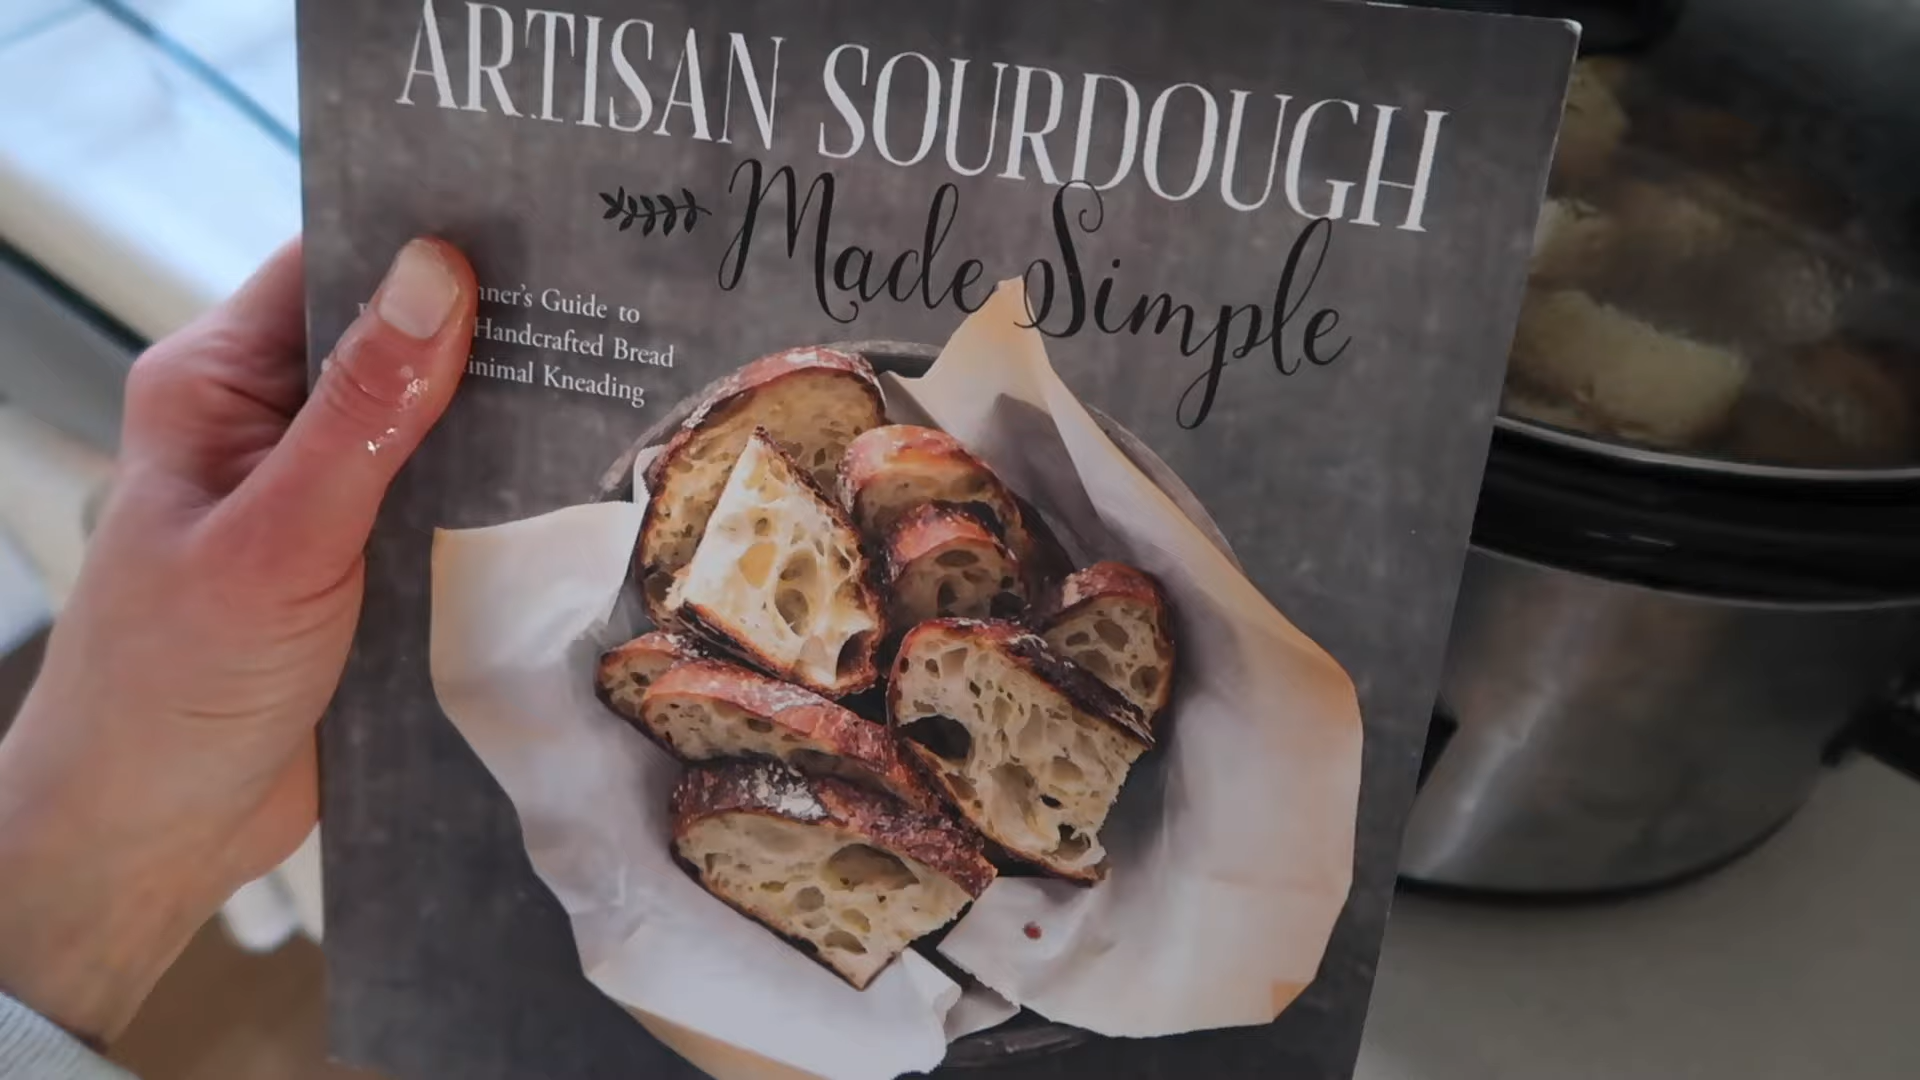 ARTISAN SOURDOUGH
Made Simple
nner's Guide to
Handcrafted Bread
inimal Kneading